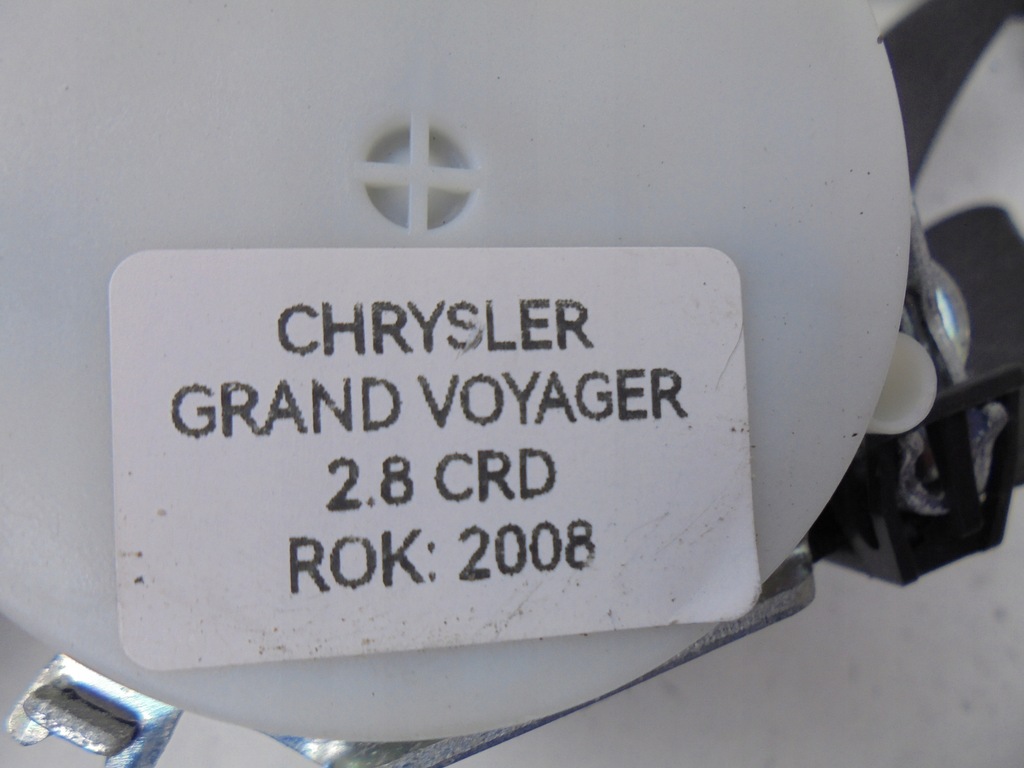 CHRYSLER
GRAND VOYAGER
2.8 CRD
ROK: 2008